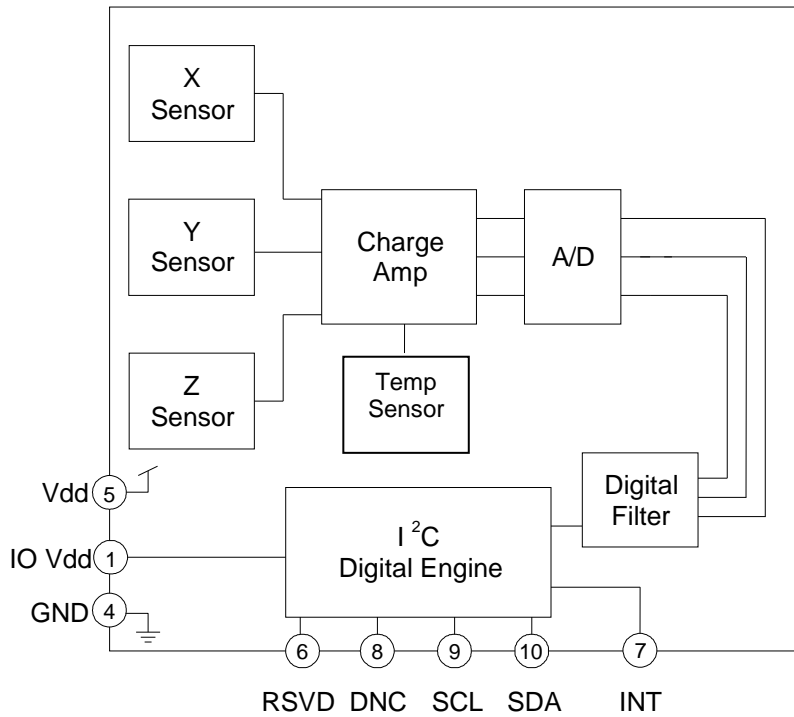 X
Sensor
Y
Sensor
Charge
Amp
A/D
Z
Sensor
Temp
Sensor
Vdd
5
Digital
Filter
I ²C
Digital Engine
IO Vdd
1
GND
4
6
8
9
10
7
RSVD
DNC
SCL
SDA
INT